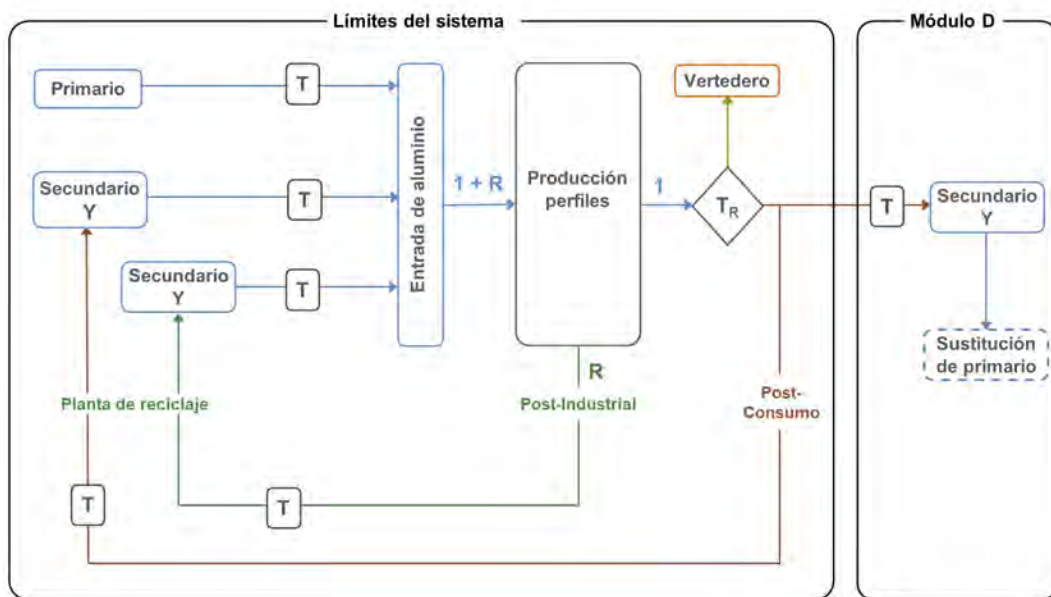 Límites del sistema
Módulo D
Primario
T
Secundario
Y
T
Secundario
Y
T
Entrada de aluminio
1 + R
Producción
perfiles
1
Vertedero
T_R
T
Secundario
Y
Sustitución
de primario
R
Post-Industrial
Planta de reciclaje
Post-
Consumo
T
T